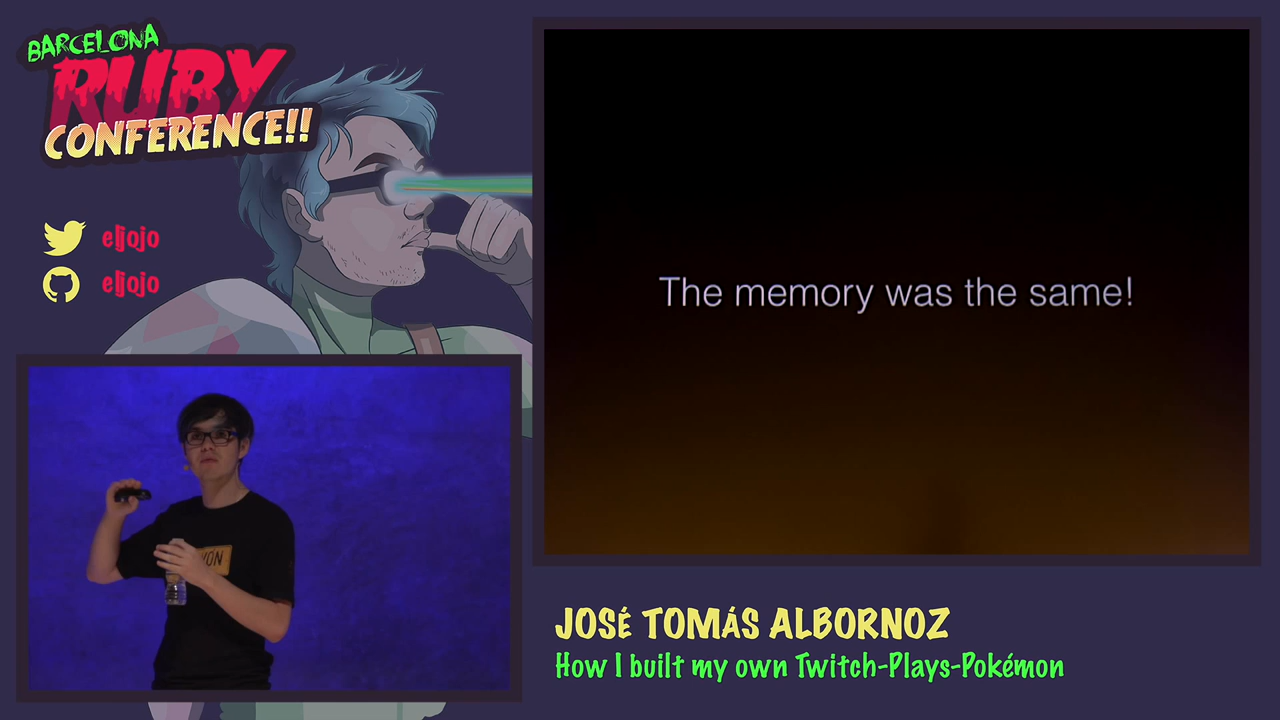 BARCELONA
RUBY
CONFERENCE!!
eljojo
eljojo
The memory was the same!
JOSÉ TOMÁS ALBORNOZ
How I built my own Twitch-Plays-Pokémon